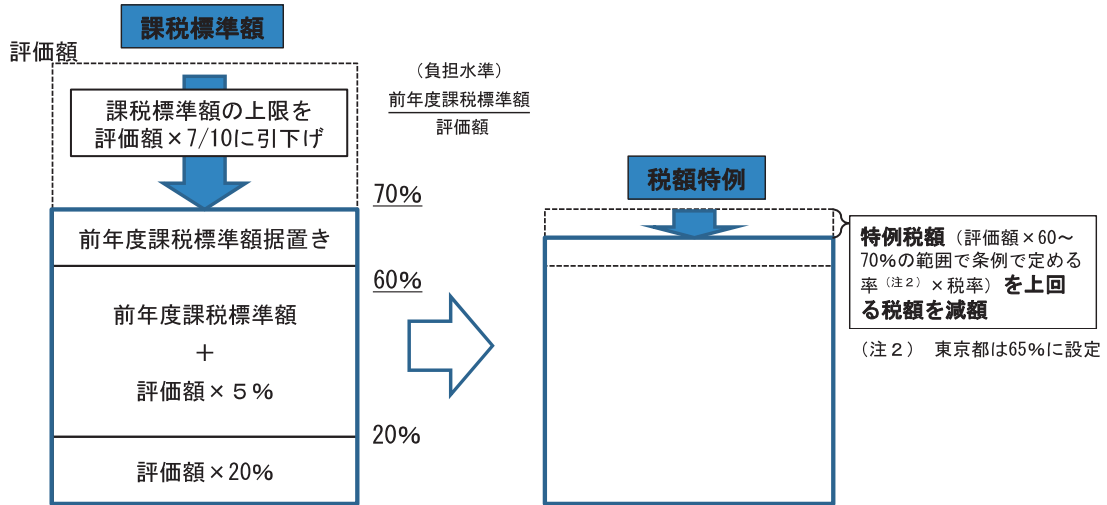 課税標準額
評価額
課税標準額の上限を
評価額×7/10に引下げ
（負担水準）
前年度課税標準額
評価額
70%
前年度課税標準額据置き
60%
前年度課税標準額
＋
評価額×５%
20%
評価額×20%
税額特例
特例税額（評価額×60～
70%の範囲で条例で定める
率（注２）×税率）を上回
る税額を減額
（注２）　東京都は65%に設定